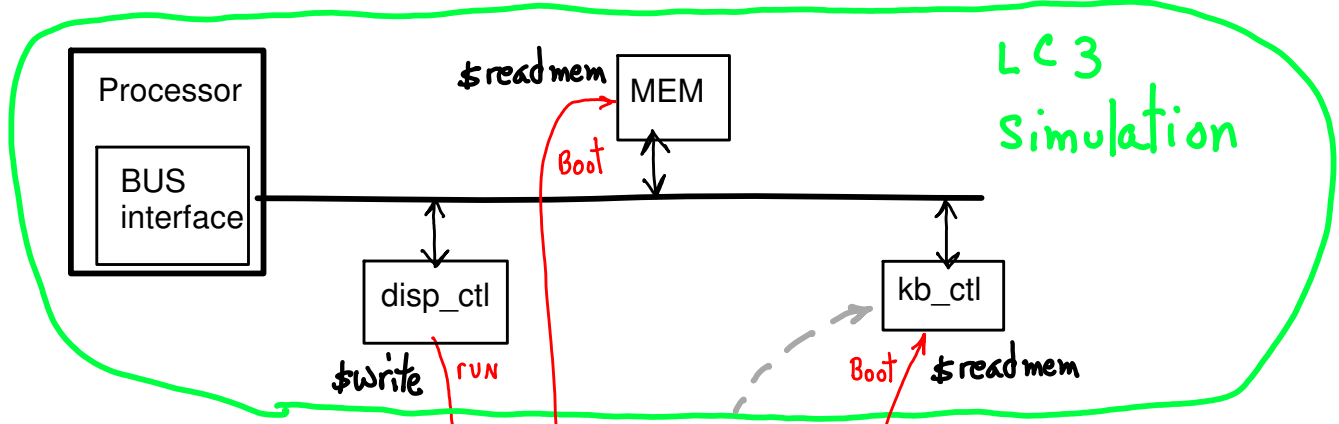 LC3
Simulation
$readmem
MEM
Processor
Boot
BUS
interface
disp_ctl
kb_ctl
$write
run
Boot
$readmem